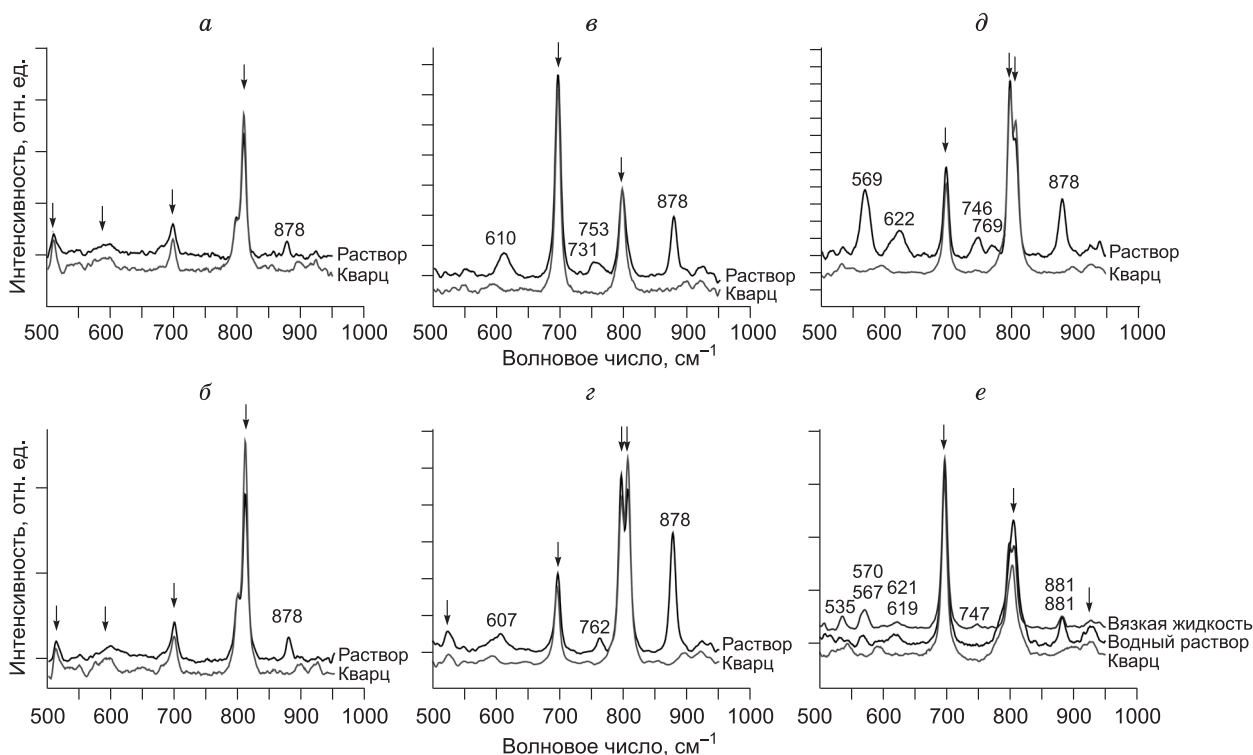 а
в
д
Интенсивность, отн. ед.
878
Раствор
Кварц
500 600 700 800 900 1000
610
731
753
878
Раствор
Кварц
500 600 700 800 900 1000
Волновое число, см–1
569
622
746
769
878
Раствор
Кварц
500 600 700 800 900 1000
б
г
е
Интенсивность, отн. ед.
878
Раствор
Кварц
500 600 700 800 900 1000
607
762
878
Раствор
Кварц
500 600 700 800 900 1000
Волновое число, см–1
535
570
567
621
619
747
881
881
Вязкая жидкость
Водный раствор
Кварц
500 600 700 800 900 1000